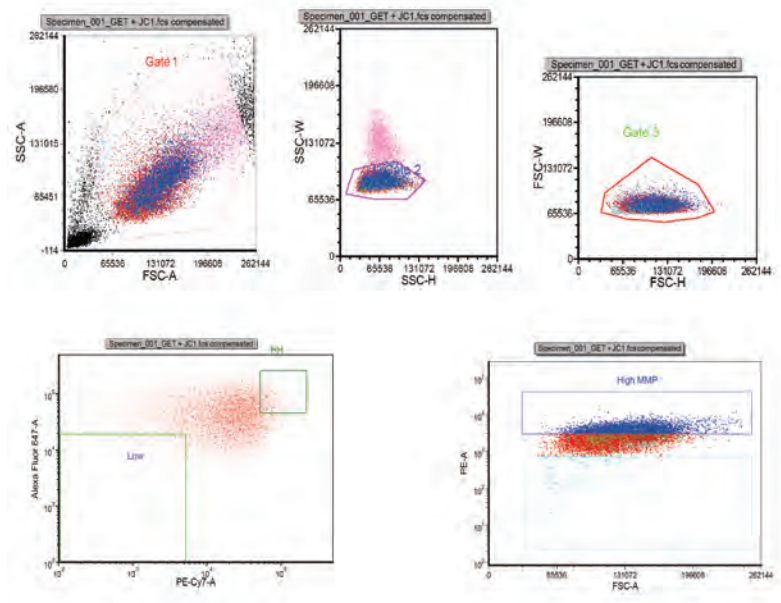 Specimen_001_GET + JC1.fcs compensated
Gate 1
SSC-A
262144
196580
131015
65451
-114
0 65536 131072 196608 262144
FSC-A
Specimen_001_GET + JC1.fcs compensated
SSC-W
262144
196608
131072
65536
0
2
0 65536 131072 196608 262144
SSC-H
Specimen_001_GET + JC1.fcs compensated
Gate 3
FSC-W
262144
196608
131072
65536
0
0 65536 131072 196608 262144
FSC-H
Specimen_001_GET + JC1.fcs compensated
Low
Alexa Fluor 647-A
PE-Cy7-A
Specimen_001_GET + JC1.fcs compensated
High MMP
PE-A
0 65536 131072 196608 262144
FSC-A